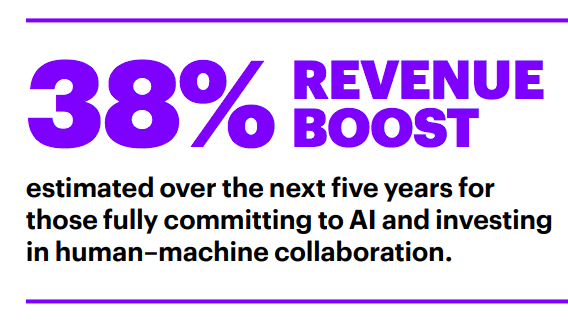 38% REVENUE
BOOST
estimated over the next five years for
those fully committing to AI and investing
in human–machine collaboration.